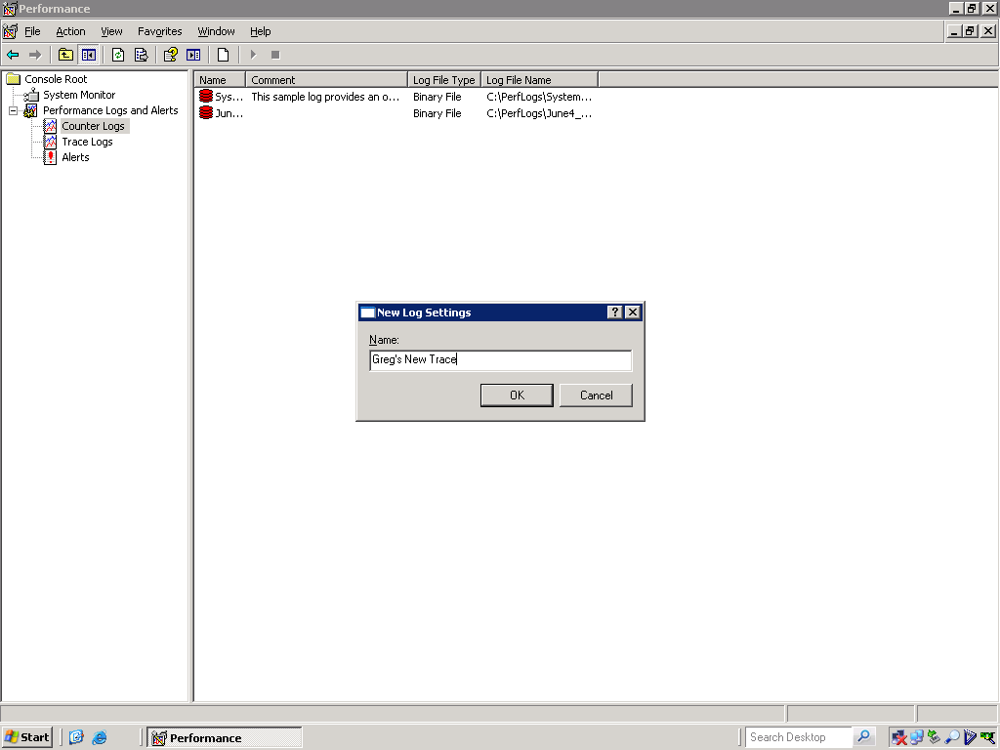 Performance
File Action View Favorites Window Help
Console Root
System Monitor
Performance Logs and Alerts
Counter Logs
Trace Logs
Alerts
Name Comment Log File Type Log File Name
Sys... This sample log provides an o... Binary File C:\PerfLogs\System...
Jun... Binary File C:\PerfLogs\June4_...
New Log Settings
Name:
Greg's New Trace
OK Cancel
Start Performance Search Desktop